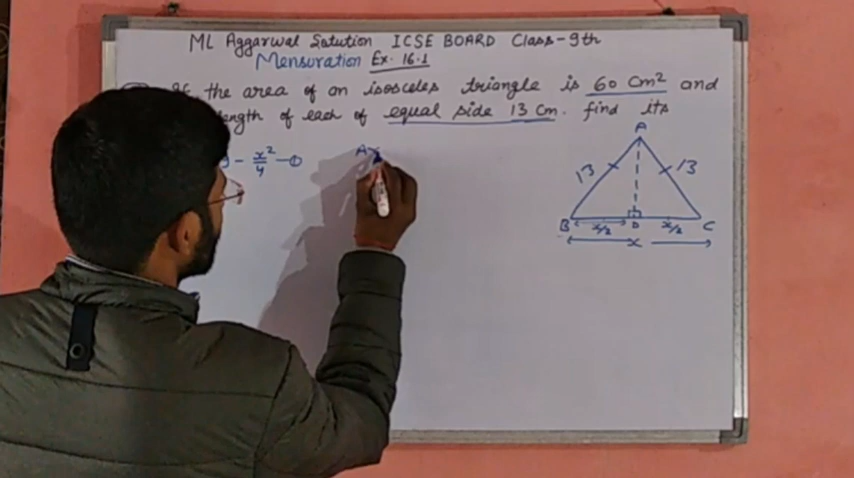 ML Aggarwal Solution ICSE BOARD Class-9th
Mensuration Ex. 16.1
If the area of an isosceles triangle is 60 Cm² and
length of each of equal side 13 Cm. find its
9 - x²/4 - ①
A
A
13
13
B
x/2
D
x/2
C
x